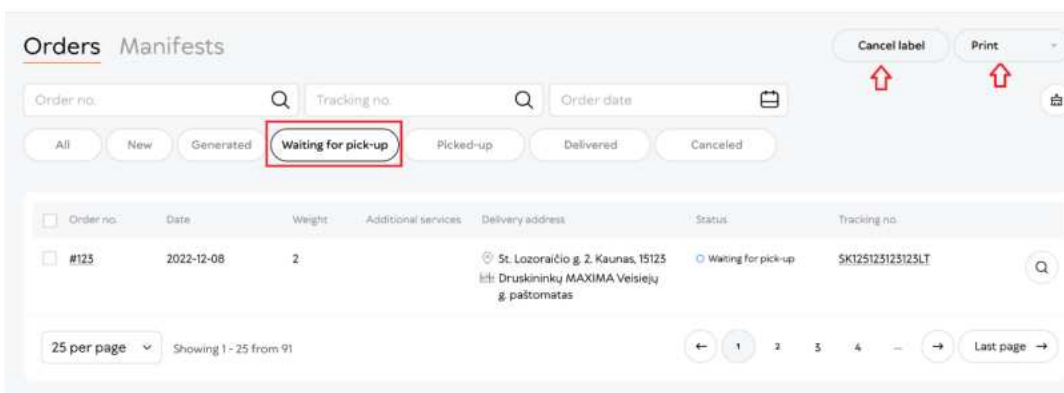 Orders Manifests
Cancel label Print
Order no. Tracking no. Order date
All New Generated Waiting for pick-up Picked-up Delivered Canceled
Order no. Date Weight Additional services Delivery address Status Tracking no.
#123 2022-12-08 2 St. Lozoraičio g. 2. Kaunas, 15123 Waiting for pick-up SK125123123123LT
Druskininkų MAXIMA Veisiejų
g. paštomatas
25 per page Showing 1 - 25 from 91 ← 1 2 3 4 ... → Last page →